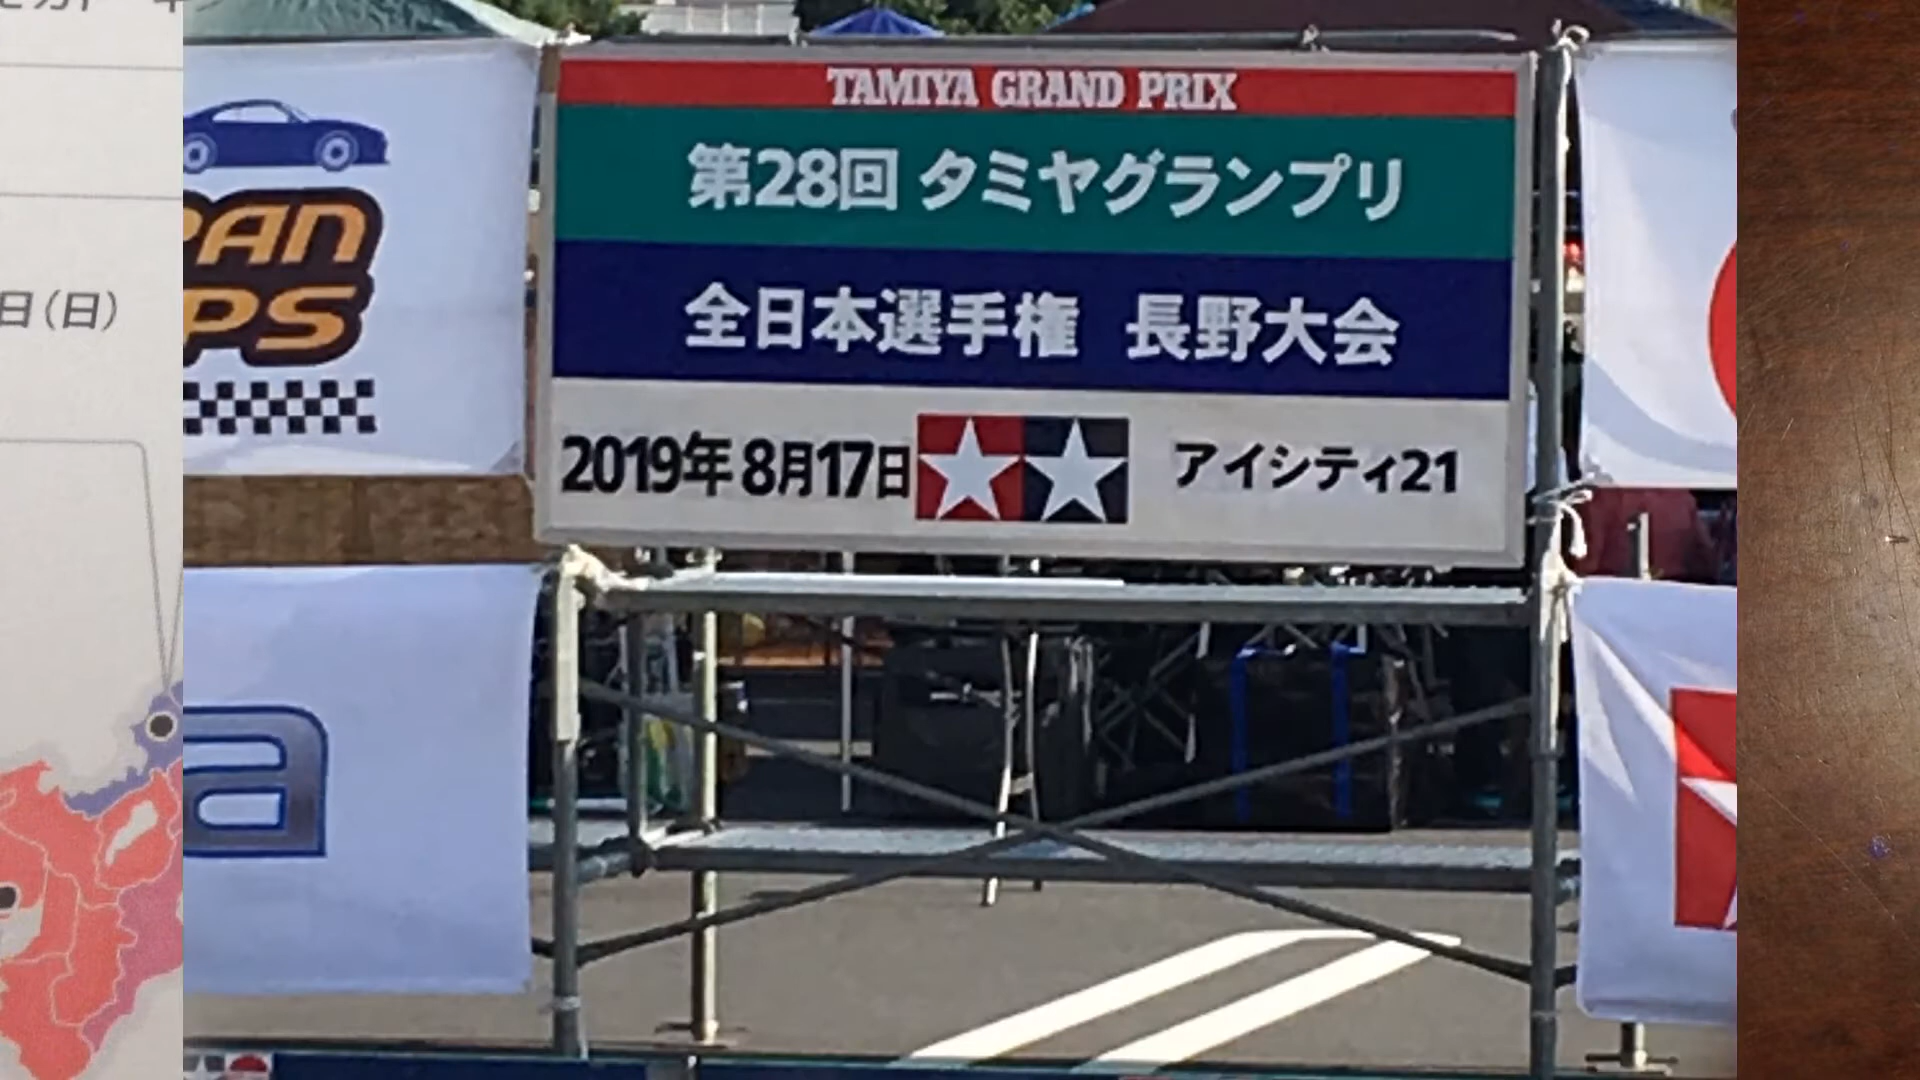 日(日)
PAN
PS
a
TAMIYA GRAND PRIX
第28回 タミヤグランプリ
全日本選手権 長野大会
2019年 8月17日 アイシティ21